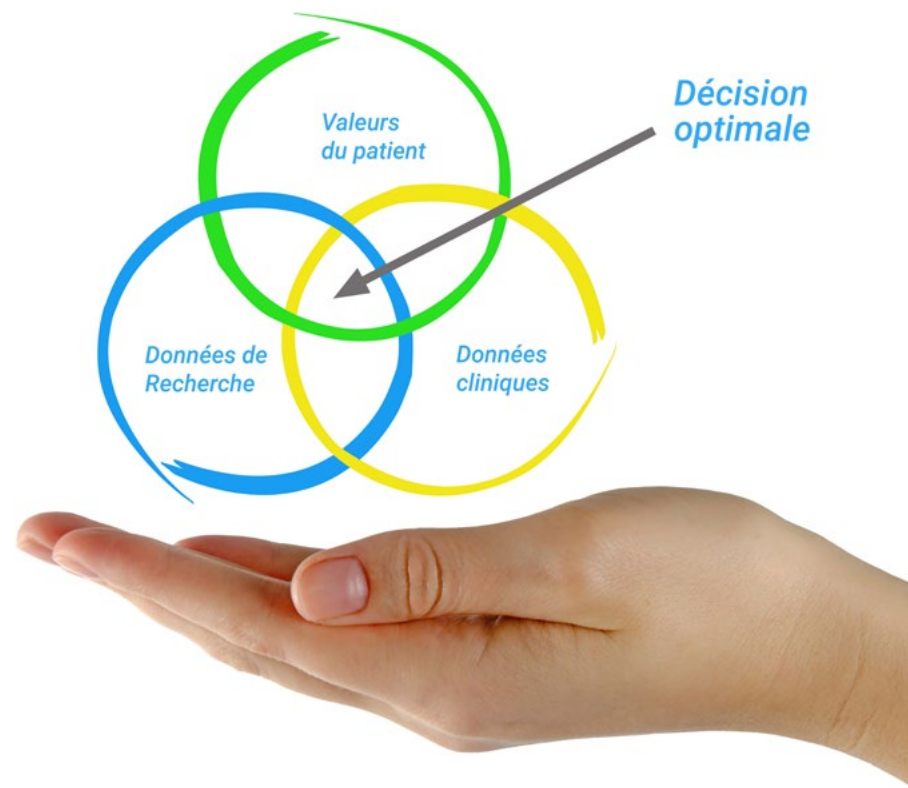 Décision
optimale
Valeurs
du patient
Données de
Recherche
Données
cliniques